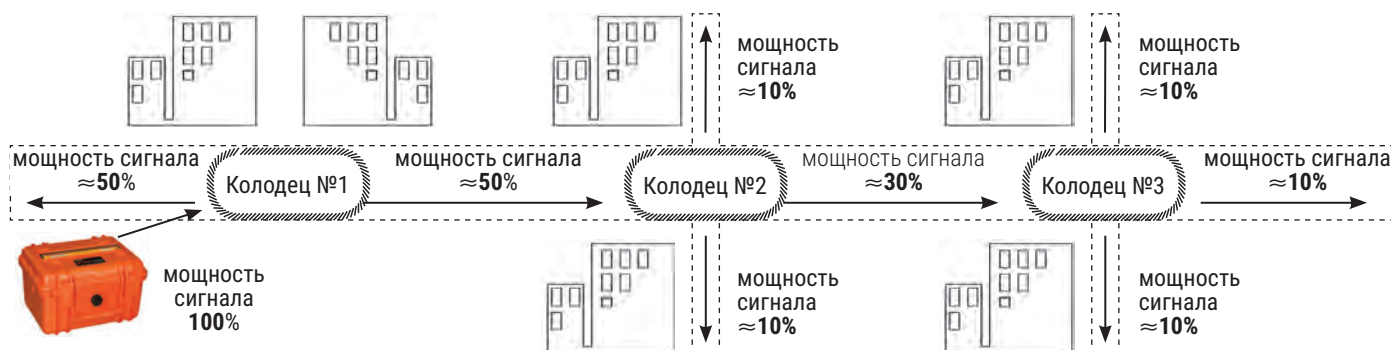 мощность
сигнала
≈10%
мощность
сигнала
≈10%
мощность сигнала
≈50%
Колодец №1
мощность сигнала
≈50%
Колодец №2
мощность сигнала
≈30%
Колодец №3
мощность сигнала
≈10%
мощность
сигнала
100%
мощность
сигнала
≈10%
мощность
сигнала
≈10%